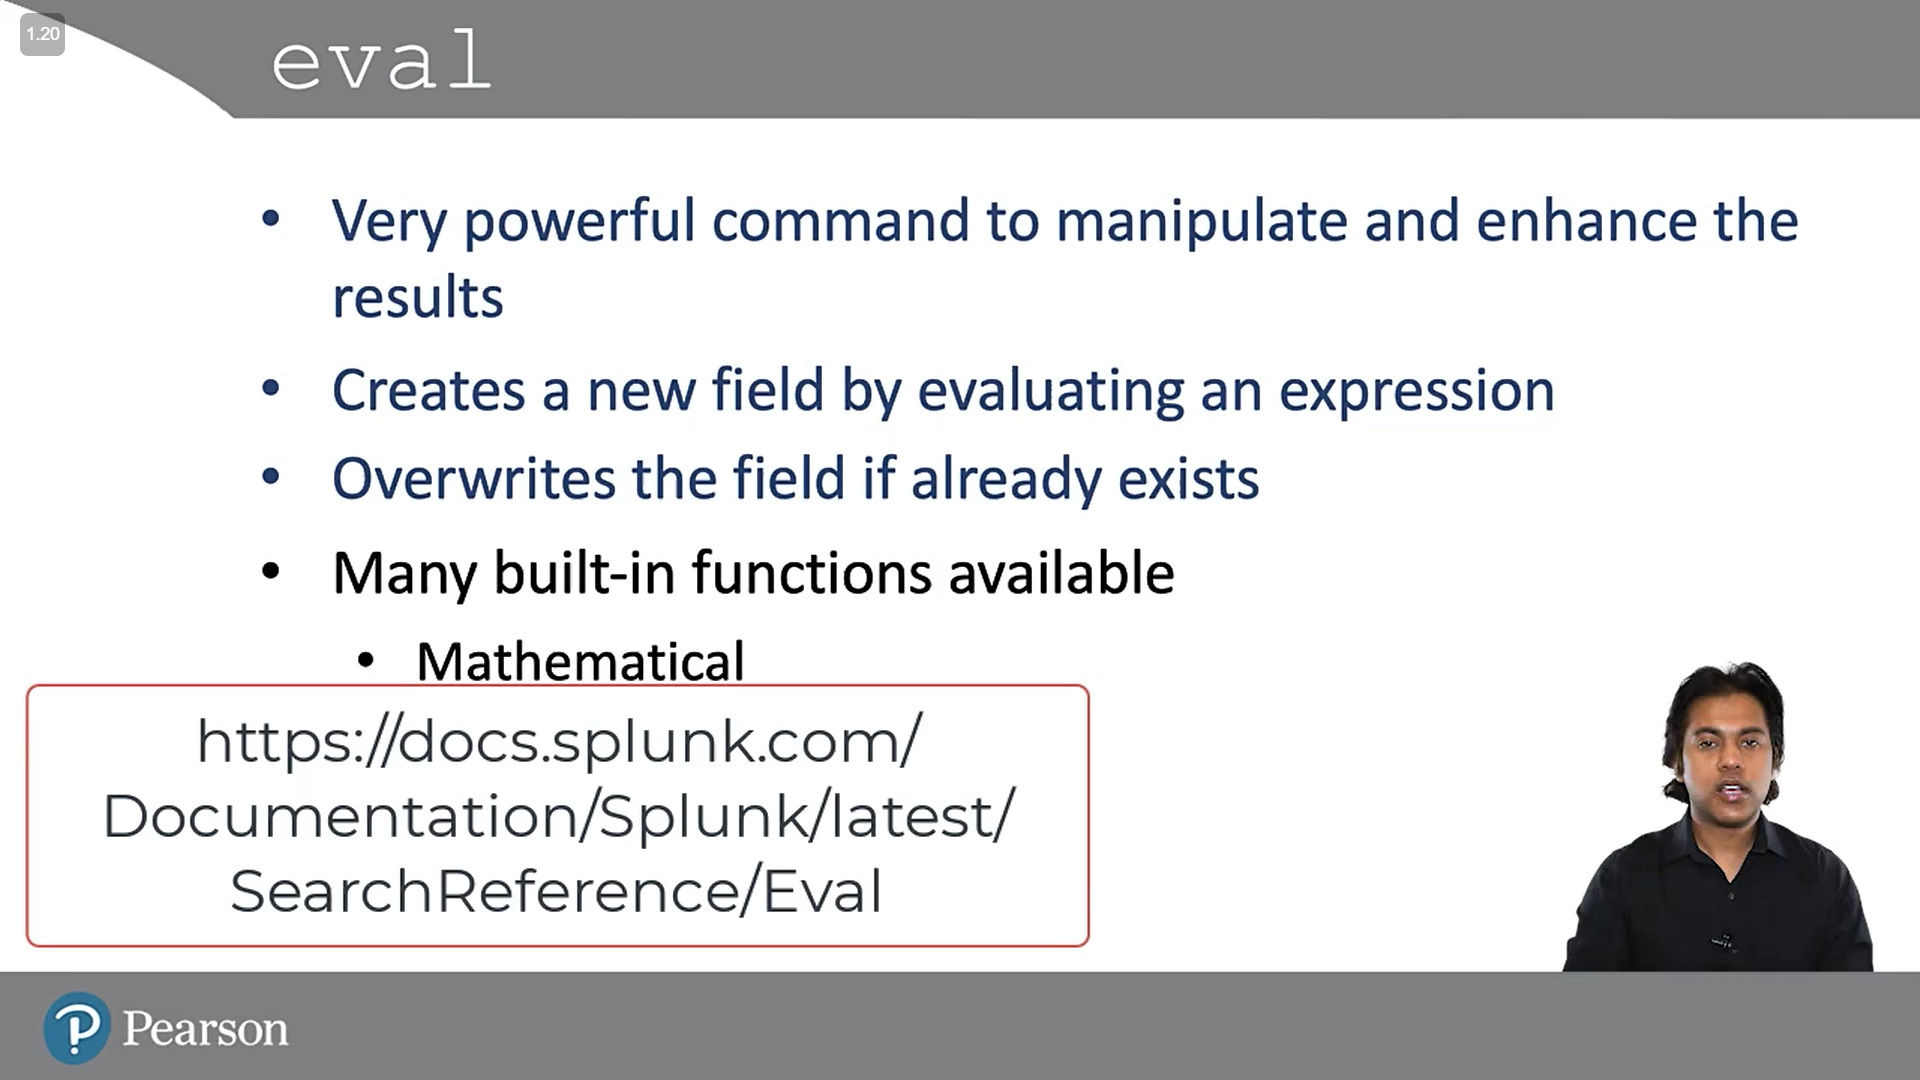 1.20
eval
• Very powerful command to manipulate and enhance the
results
• Creates a new field by evaluating an expression
• Overwrites the field if already exists
• Many built-in functions available
• Mathematical
https://docs.splunk.com/
Documentation/Splunk/latest/
SearchReference/Eval
Pearson